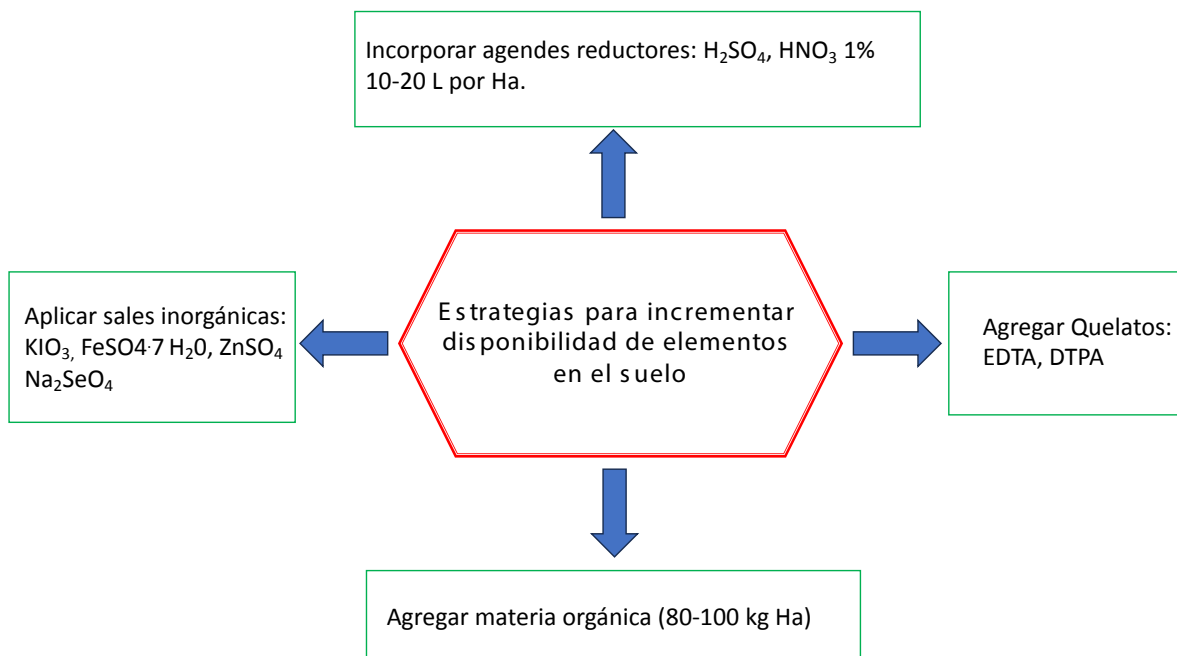 Incorporar agendes reductores: H₂SO₄, HNO₃ 1%
10-20 L por Ha.
Aplicar sales inorgánicas:
KIO₃, FeSO4·7 H₂0, ZnSO₄
Na₂SeO₄
Estrategias para incrementar
disponibilidad de elementos
en el suelo
Agregar Quelatos:
EDTA, DTPA
Agregar materia orgánica (80-100 kg Ha)